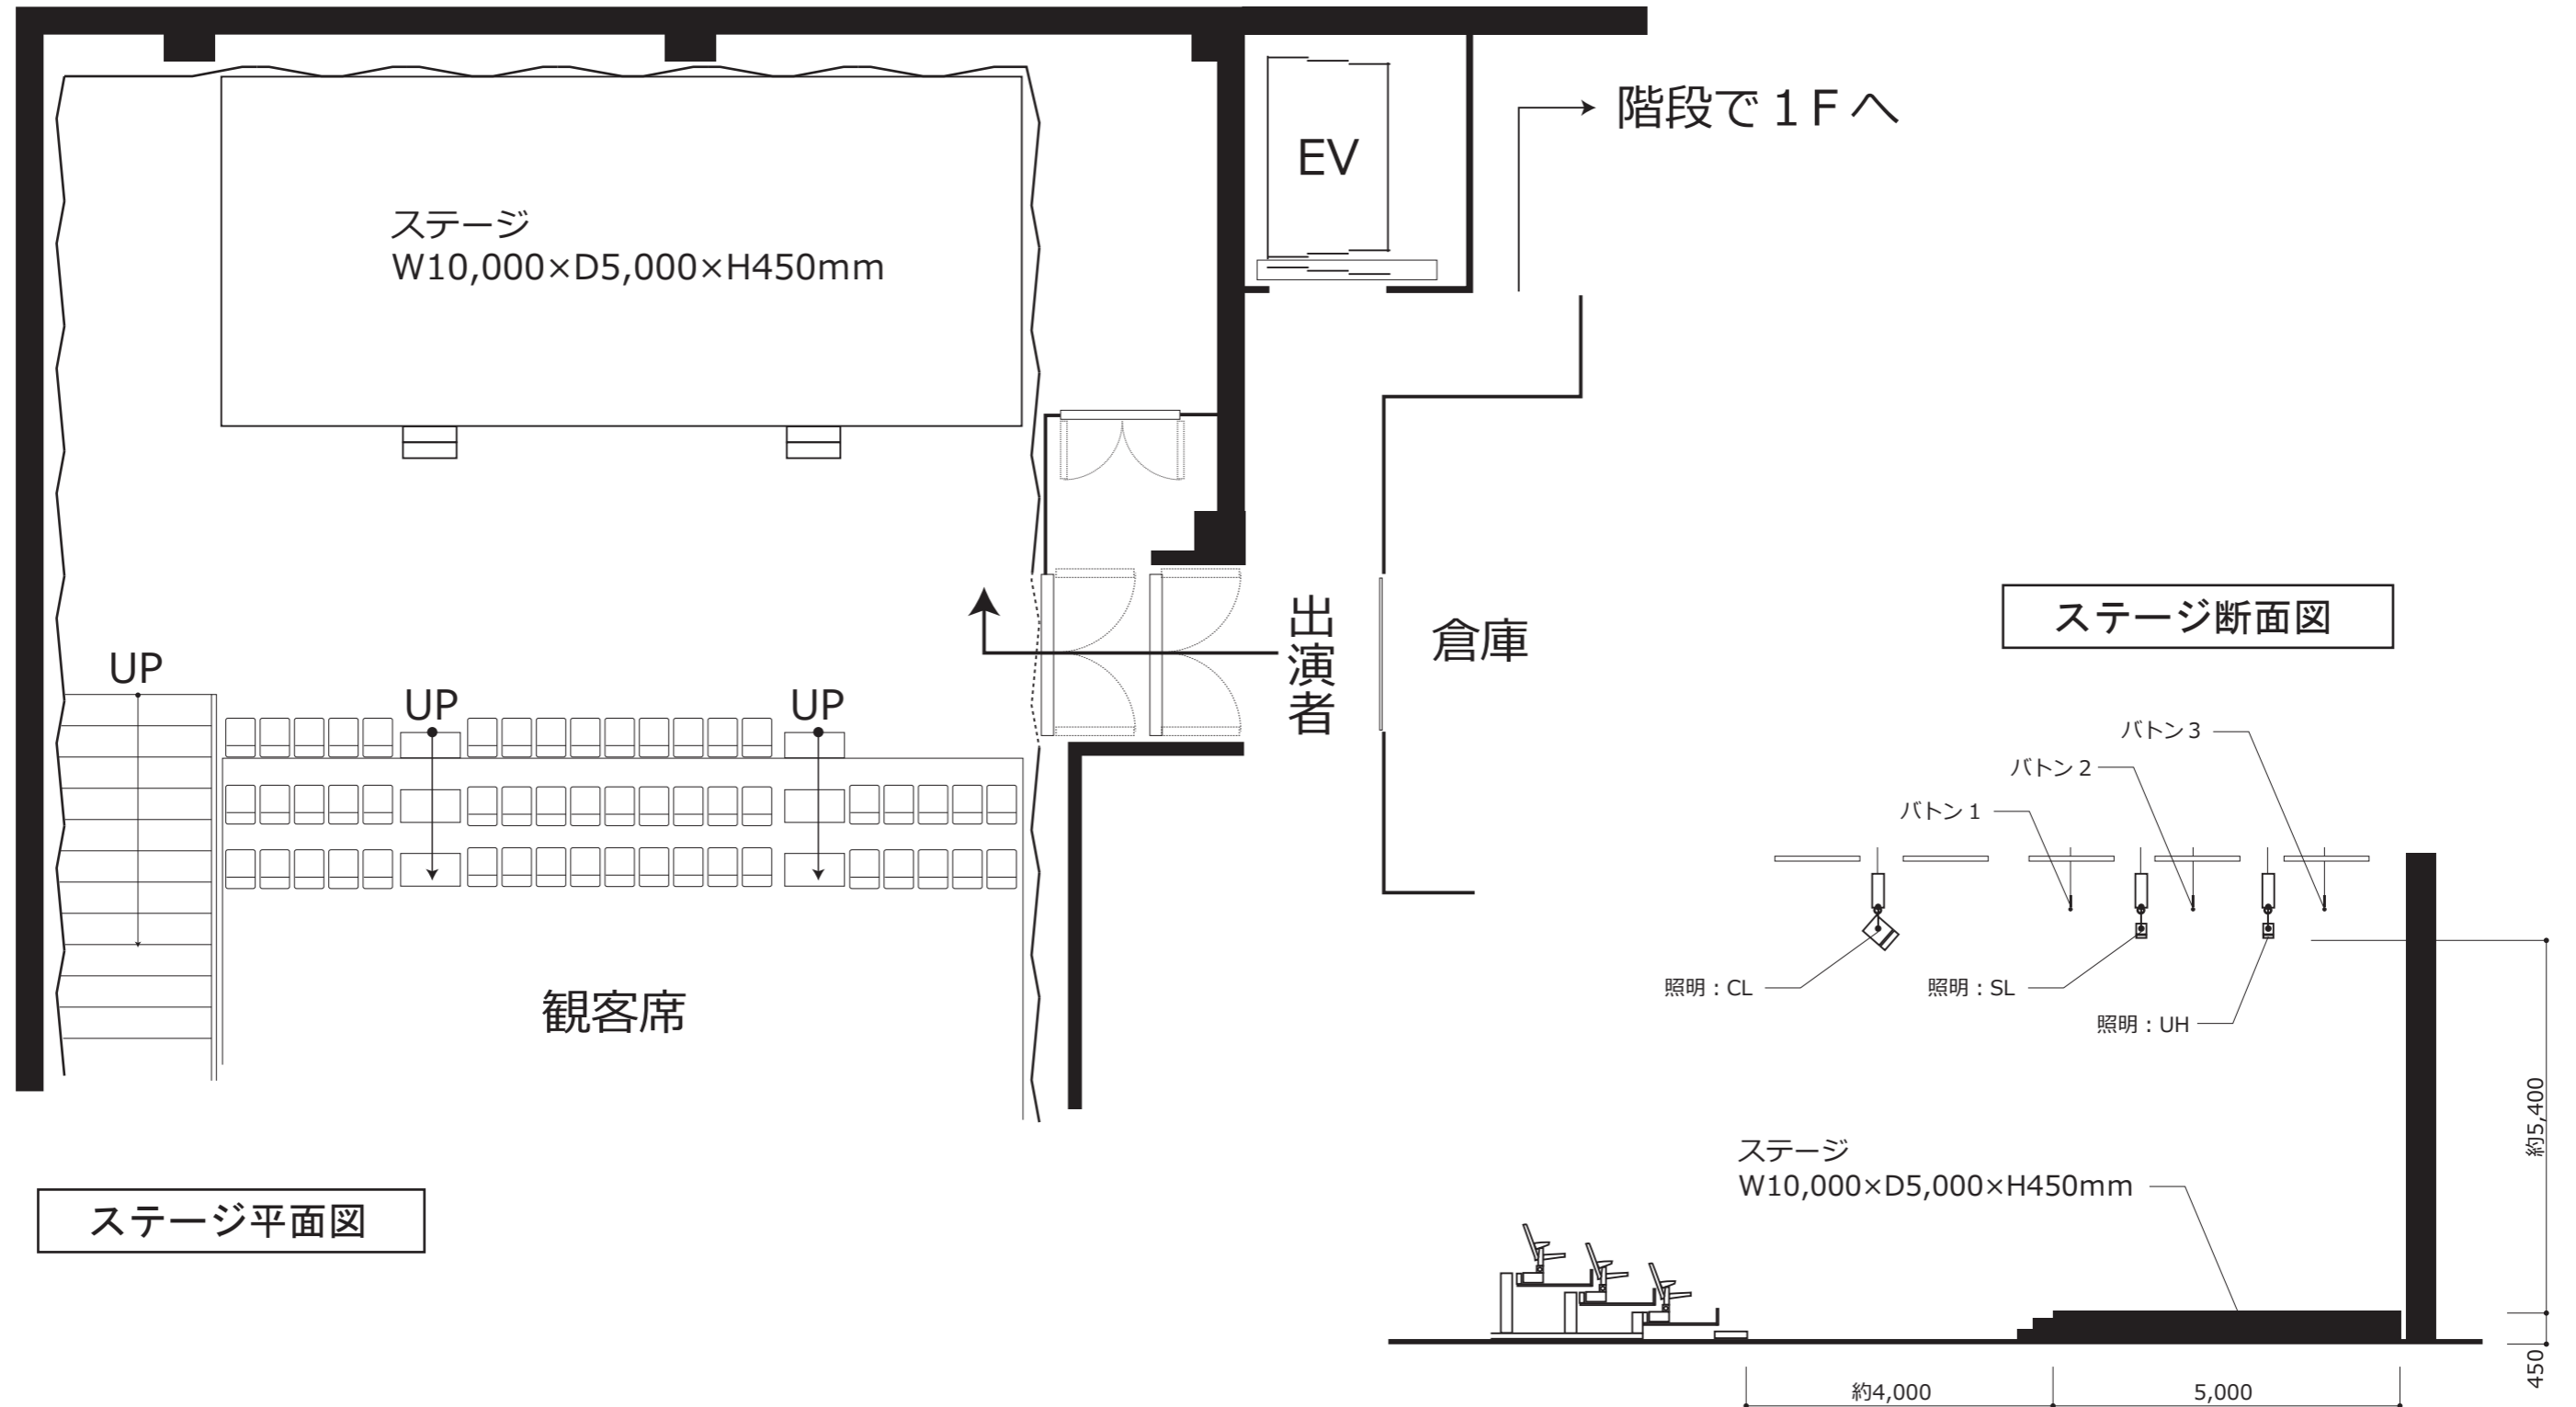 階段で１Ｆへ
EV
ステージ
W10,000×D5,000×H450mm
出演者
倉庫
UP
UP
UP
観客席
ステージ平面図
ステージ断面図
バトン３
バトン２
バトン１
照明：CL
照明：SL
照明：UH
ステージ
W10,000×D5,000×H450mm
約5,400
450
約4,000
5,000